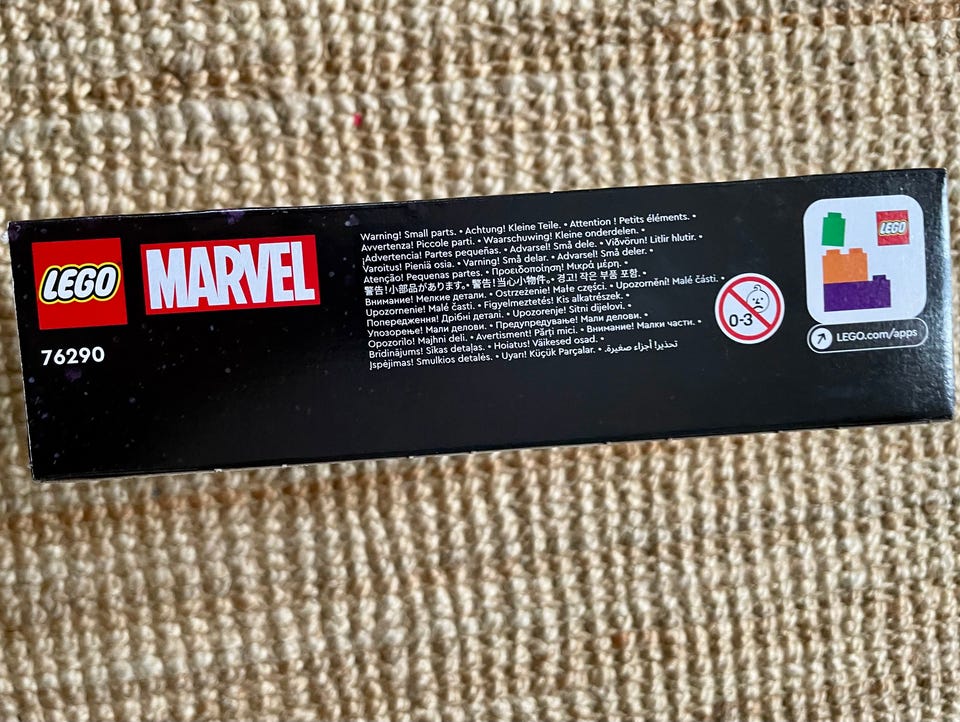 LEGO
MARVEL
76290
Warning! Small parts. • Achtung! Kleine Teile. • Attention ! Petits éléments. •
Avvertenza! Piccole parti. • Waarschuwing! Kleine onderdelen. •
¡Advertencia! Partes pequeñas. • Advarsel! Små dele. • Viðvörun! Litlir hlutir. •
Varoitus! Pieniä osia. • Varning! Små delar. • Advarsel! Små deler. •
Atenção! Pequenas partes. • Προειδοποίηση! Μικρά μέρη. •
警告!小部品があります。• 警告!当心小物件。• 경고! 작은 부품 포함. •
Внимание! Мелкие детали. • Ostrzeżenie! Małe części. • Upozornění! Malé části. •
Upozornenie! Malé časti. • Figyelmeztetés! Kis alkatrészek. •
Попередження! Дрібні деталі. • Upozorenje! Sitni dijelovi. •
Упозорење! Мали делови. • Предупредување! Мали делови. •
Opozorilo! Majhni deli. • Avertisment! Părți mici. • Внимание! Малки части. •
Brīdinājums! Sīkas detaļas. • Hoiatus! Väikesed osad. •
Įspėjimas! Smulkios detalės. • Uyarı! Küçük Parçalar. • تحذير! أجزاء صغيرة.
0-3
LEGO
LEGO.com/apps